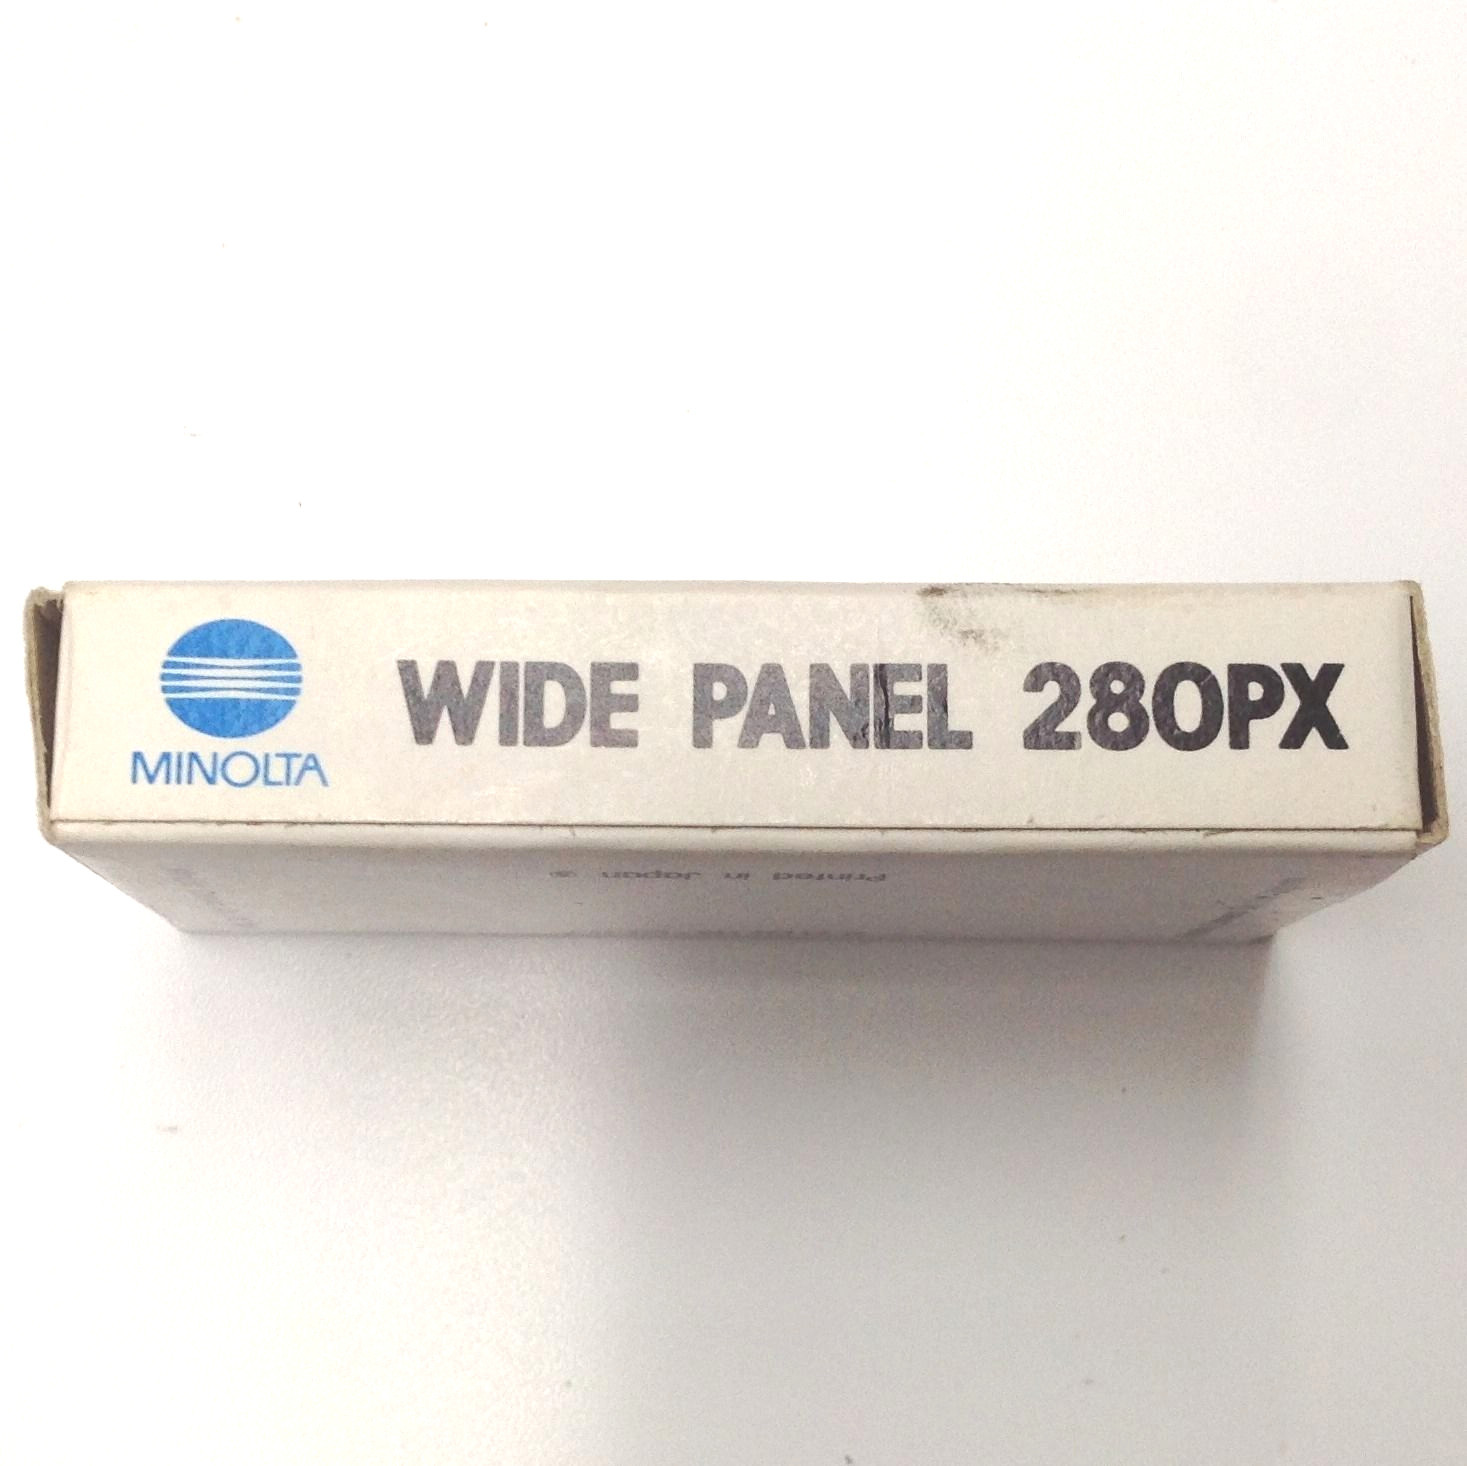 MINOLTA
WIDE PANEL 280PX
Printed in Japan